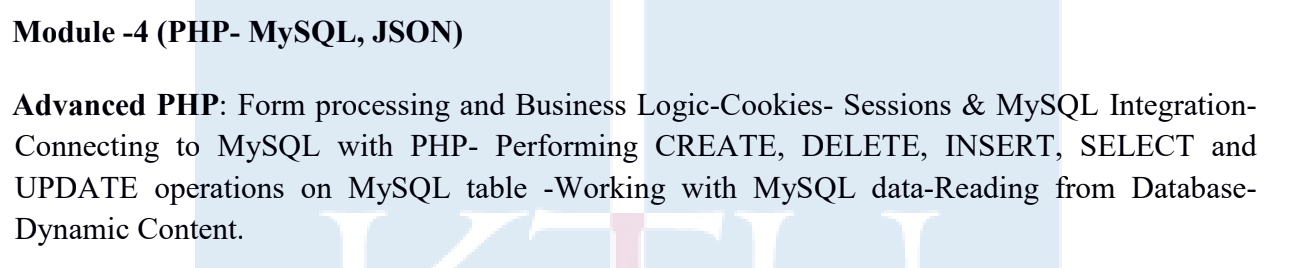 Module -4 (PHP- MySQL, JSON)
Advanced PHP: Form processing and Business Logic-Cookies- Sessions & MySQL Integration-
Connecting to MySQL with PHP- Performing CREATE, DELETE, INSERT, SELECT and
UPDATE operations on MySQL table -Working with MySQL data-Reading from Database-
Dynamic Content.
KTU